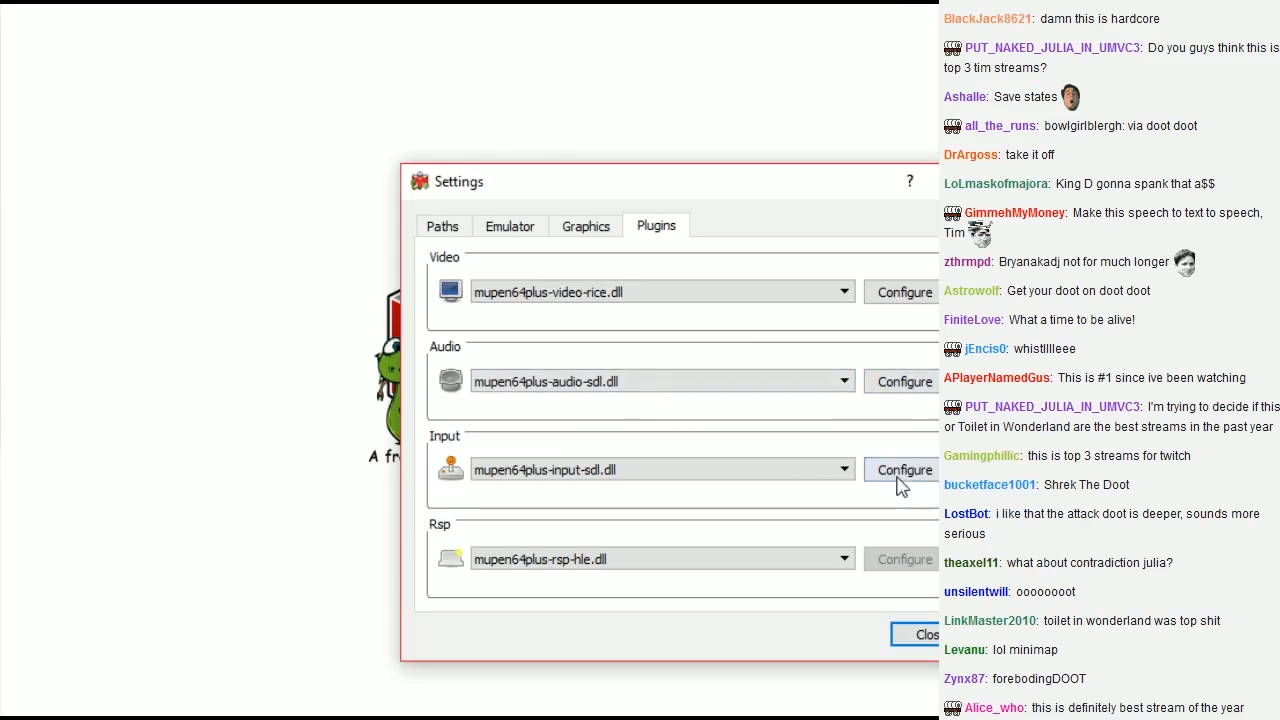 Settings
?
Paths
Emulator
Graphics
Plugins
Video
mupen64plus-video-rice.dll
Configure
Audio
mupen64plus-audio-sdl.dll
Configure
Input
mupen64plus-input-sdl.dll
Configure
Rsp
mupen64plus-rsp-hle.dll
Configure
Clos
A fr
BlackJack8621: damn this is hardcore
PUT_NAKED_JULIA_IN_UMVC3: Do you guys think this is
top 3 tim streams?
Ashalle: Save states
all_the_runs: bowlgirlblergh: via doot doot
DrArgoss: take it off
LoLmaskofmajora: King D gonna spank that a$$
GimmehMyMoney: Make this speech to text to speech,
Tim
zthrmpd: Bryanakadj not for much longer
Astrowolf: Get your doot on doot doot
FiniteLove: What a time to be alive!
jEncis0: whistlllleee
APlayerNamedGus: This is #1 since ive been watching
PUT_NAKED_JULIA_IN_UMVC3: I'm trying to decide if this
or Toilet in Wonderland are the best streams in the past year
Gamingphillic: this is top 3 streams for twitch
bucketface1001: Shrek The Doot
LostBot: i like that the attack doot is deeper, sounds more
serious
theaxel11: what about contradiction julia?
unsilentwill: oooooooot
LinkMaster2010: toilet in wonderland was top shit
Levanu: lol minimap
Zynx87: forebodingDOOT
Alice_who: this is definitely best stream of the year